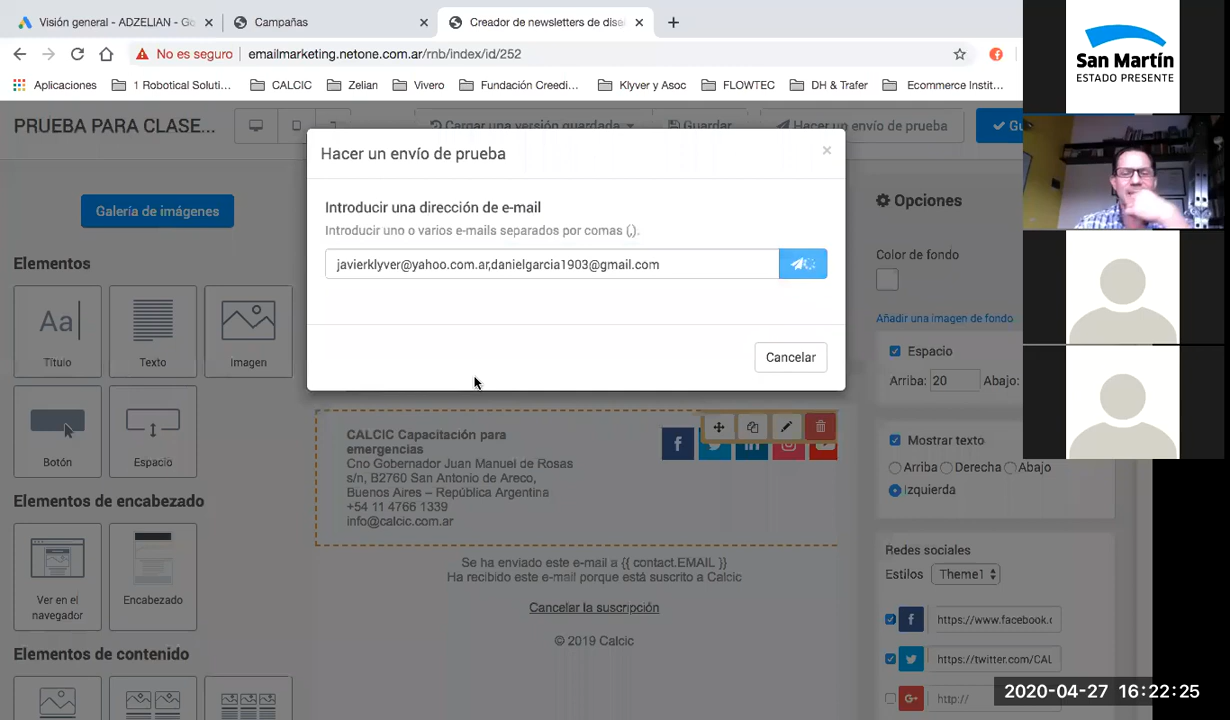 Visión general - ADZELIAN - Go
Campañas
Creador de newsletters de dise
No es seguro
emailmarketing.netone.com.ar/rnb/index/id/252
Aplicaciones
1 Robotical Soluti...
CALCIC
Zelian
Vivero
Fundación Creedi...
Klyver y Asoc
FLOWTEC
DH & Trafer
Ecommerce Instit...
San Martín
ESTADO PRESENTE
PRUEBA PARA CLASE...
Cargar una versión guardada
Guardar
Hacer un envío de prueba
Gu
Hacer un envío de prueba
×
Introducir una dirección de e-mail
Introducir uno o varios e-mails separados por comas (,).
javierklyver@yahoo.com.ar,danielgarcia1903@gmail.com
Cancelar
Galería de imágenes
Elementos
Aa
Título
Texto
Imagen
Botón
Espacio
Elementos de encabezado
Ver en el
navegador
Encabezado
Elementos de contenido
CALCIC Capacitación para
emergencias
Cno Gobernador Juan Manuel de Rosas
s/n, B2760 San Antonio de Areco,
Buenos Aires – República Argentina
+54 11 4766 1339
info@calcic.com.ar
Se ha enviado este e-mail a {{ contact.EMAIL }}
Ha recibido este e-mail porque está suscrito a Calcic
Cancelar la suscripción
© 2019 Calcic
Opciones
Color de fondo
Añadir una imagen de fondo
Espacio
Arriba: 20 Abajo:
Mostrar texto
Arriba Derecha Abajo
Izquierda
Redes sociales
Estilos Theme1
https://www.facebook.c
https://twitter.com/CAL
http://
2020-04-27 16:22:25